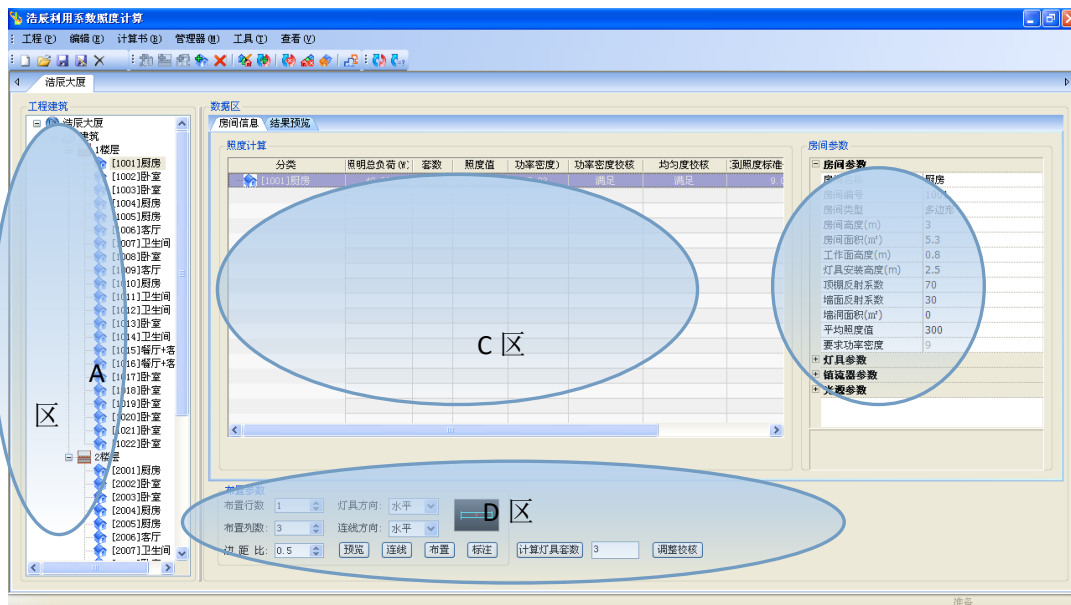 浩辰利用系数照度计算
工程(P) 编辑(E) 计算书(B) 管理器(M) 工具(T) 查看(V)
浩辰大厦
工程建筑
浩辰大厦
建筑
1楼层
[1001]厨房
[1002]卧室
[1003]卧室
[1004]厨房
[1005]厨房
[1006]客厅
[1007]卫生间
[1008]卧室
[1009]客厅
[1010]厨房
[1011]卫生间
[1012]卫生间
[1013]卧室
[1014]卫生间
[1015]餐厅+客
[1016]餐厅+客
[1017]卧室
[1018]卧室
[1019]卧室
[1020]卧室
[1021]卧室
[1022]卧室
2楼层
[2001]厨房
[2002]卧室
[2003]卧室
[2004]厨房
[2005]厨房
[2006]客厅
[2007]卫生间
A
区
数据区
房间信息 结果预览
照度计算
分类 照明总负荷(W) 套数 照度值 功率密度) 功率密度校核 均匀度校核 到照度标准
[1001]厨房 满足 满足 9.0
C 区
房间参数
房间参数
厨房
房间编号 1001
房间类型 多边形
房间高度(m) 3
房间面积(㎡) 5.3
工作面高度(m) 0.8
灯具安装高度(m) 2.5
顶棚反射系数 70
墙面反射系数 30
墙洞面积(㎡) 0
平均照度值 300
要求功率密度 9
灯具参数
镇流器参数
光源参数
布置参数
布置行数 1 灯具方向: 水平
布置列数: 3 连线方向: 水平
边 距 比: 0.5 预览 连线 布置 标注 计算灯具套数 3 调整校核
D 区
准备